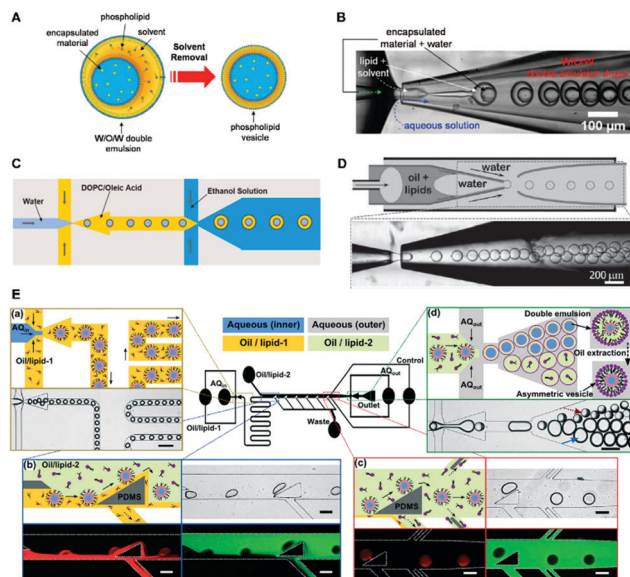 A
phospholipid
encapsulated
material
solvent
Solvent
Removal
W/O/W double
emulsion
phospholipid
vesicle
B
encapsulated
material + water
lipid +
solvent
W/O/W
double emulsion
aqueous solution
100 µm
C
DOPC/Oleic Acid
Ethanol Solution
Water
D
water
oil +
lipids
water
200 µm
E
(a)
AQin
Oil/lipid-1
Aqueous (inner)
Aqueous (outer)
Oil / lipid-1
Oil / lipid-2
Oil/lipid-2
AQin
Oil/lipid-1
Control
AQout
Outlet
Waste
(d)
AQout
AQout
Double emulsion
Oil extraction
Asymmetric vesicle
(b)
Oil/lipid-2
PDMS
(c)
PDMS